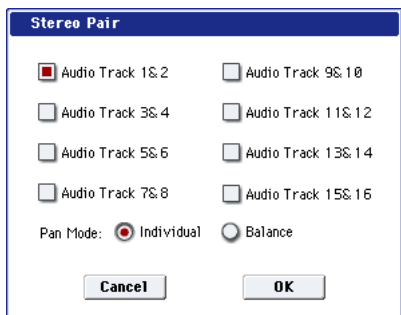 Stereo Pair
Audio Track 1&2 Audio Track 9&10
Audio Track 3&4 Audio Track 11&12
Audio Track 5&6 Audio Track 13&14
Audio Track 7&8 Audio Track 15&16
Pan Mode: Individual Balance
Cancel OK